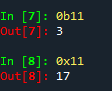 In [7]: 0b11
Out[7]: 3
In [8]: 0x11
Out[8]: 17